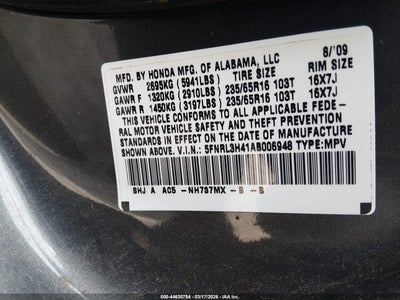 MFD. BY HONDA MFG. OF ALABAMA, LLC 8/'09
GVWR 2695KG (5941LBS) TIRE SIZE RIM SIZE
GAWR F 1320KG (2910LBS) 235/65R16 103T 16X7J
GAWR R 1450KG (3197LBS) 235/65R16 103T 16X7J
THIS VEHICLE CONFORMS TO ALL APPLICABLE FEDE-
RAL MOTOR VEHICLE SAFETY AND THEFT PREVENTION
STANDARDS IN EFFECT ON THE DATE OF MANUFACTURE
SHOWN ABOVE. V.I.N.: 5FNRL3H41AB006948 TYPE:MPV
SHJ A AC5 -NH737MX -B -B
000-44630784 - 03/17/2026 - IAA Inc. (1)